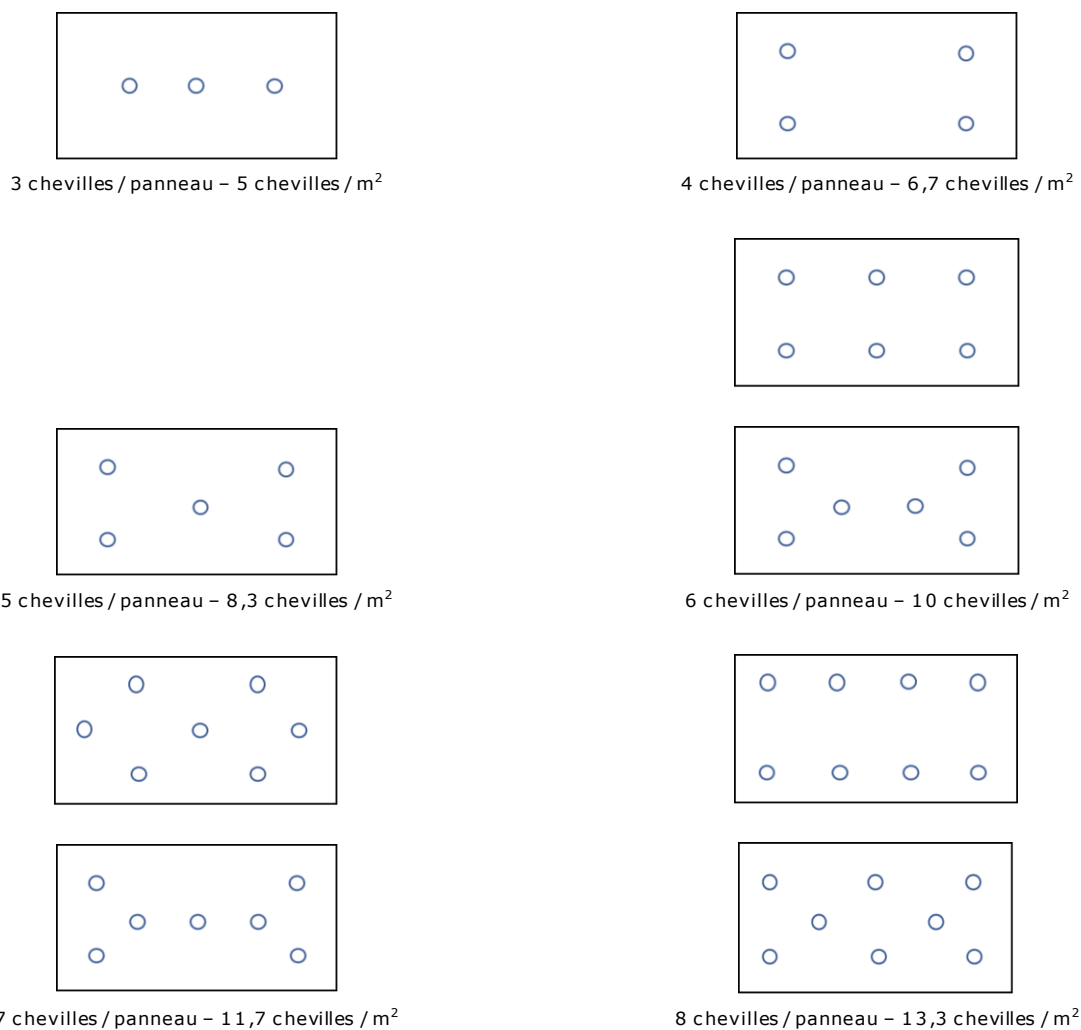 3 chevilles / panneau – 5 chevilles / m²
4 chevilles / panneau – 6,7 chevilles / m²
5 chevilles / panneau – 8,3 chevilles / m²
6 chevilles / panneau – 10 chevilles / m²
7 chevilles / panneau – 11,7 chevilles / m²
8 chevilles / panneau – 13,3 chevilles / m²